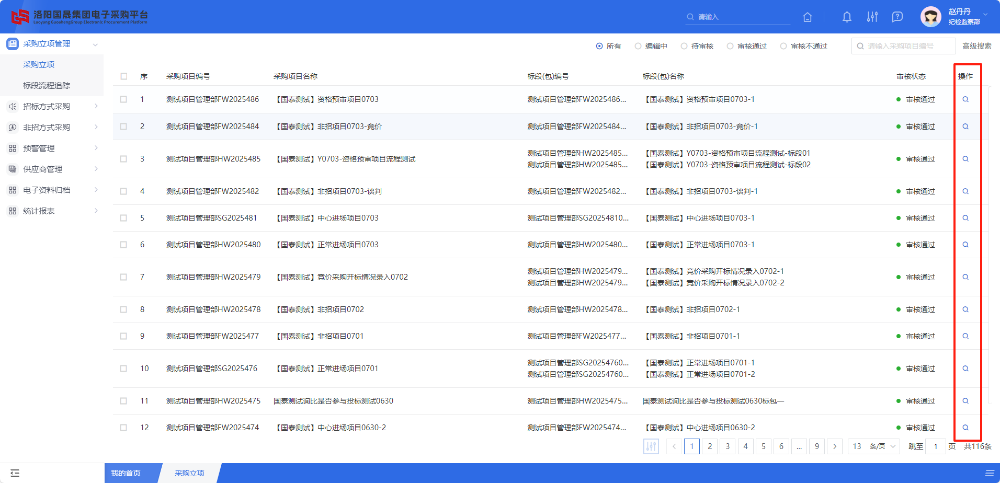 洛阳国晟集团电子采购平台
Luoyang GuoshengGroup Electronic Procurement Platform
请输入
赵丹丹
纪检监察部
采购立项管理
采购立项
标段流程追踪
招标方式采购
非招方式采购
预警管理
供应商管理
电子资料归档
统计报表
所有 编辑中 待审核 审核通过 审核不通过 请输入采购项目编号 高级搜索
序 采购项目编号 采购项目名称 标段(包)编号 标段(包)名称 审核状态 操作
1 测试项目管理部FW2025486 【国泰测试】资格预审项目0703 测试项目管理部FW2025486... 【国泰测试】资格预审项目0703-1 审核通过
2 测试项目管理部FW2025484 【国泰测试】非招项目0703-竞价 测试项目管理部FW2025484... 【国泰测试】非招项目0703-竞价-1 审核通过
3 测试项目管理部HW2025485 【国泰测试】Y0703-资格预审项目流程测试 测试项目管理部HW2025485... 【国泰测试】Y0703-资格预审项目流程测试-标段01 审核通过
测试项目管理部HW2025485... 【国泰测试】Y0703-资格预审项目流程测试-标段02
4 测试项目管理部FW2025482 【国泰测试】非招项目0703-谈判 测试项目管理部FW2025482... 【国泰测试】非招项目0703-谈判-1 审核通过
5 测试项目管理部SG2025481 【国泰测试】中心进场项目0703 测试项目管理部SG20254810... 【国泰测试】中心进场项目0703-1 审核通过
6 测试项目管理部HW2025480 【国泰测试】正常进场项目0703 测试项目管理部HW2025480... 【国泰测试】正常进场项目0703-1 审核通过
7 测试项目管理部HW2025479 【国泰测试】竞价采购开标情况录入0702 测试项目管理部HW2025479... 【国泰测试】竞价采购开标情况录入0702-1 审核通过
测试项目管理部HW2025479... 【国泰测试】竞价采购开标情况录入0702-2
8 测试项目管理部HW2025478 【国泰测试】非招项目0702 测试项目管理部HW2025478... 【国泰测试】非招项目0702-1 审核通过
9 测试项目管理部FW2025477 【国泰测试】非招项目0701 测试项目管理部FW2025477... 【国泰测试】非招项目0701-1 审核通过
10 测试项目管理部SG2025476 【国泰测试】正常进场项目0701 测试项目管理部SG20254760... 【国泰测试】正常进场项目0701-1 审核通过
测试项目管理部SG20254760... 【国泰测试】正常进场项目0701-2
11 测试项目管理部HW2025475 国泰测试询比是否参与投标测试0630 测试项目管理部HW2025475... 国泰测试询比是否参与投标测试0630标包一 审核通过
12 测试项目管理部FW2025474 【国泰测试】中心进场项目0630-2 测试项目管理部FW2025474... 【国泰测试】中心进场项目0630-2 审核通过
1 2 3 4 5 6 ... 9 13 条/页 跳至 1 页 共116条
我的首页 采购立项